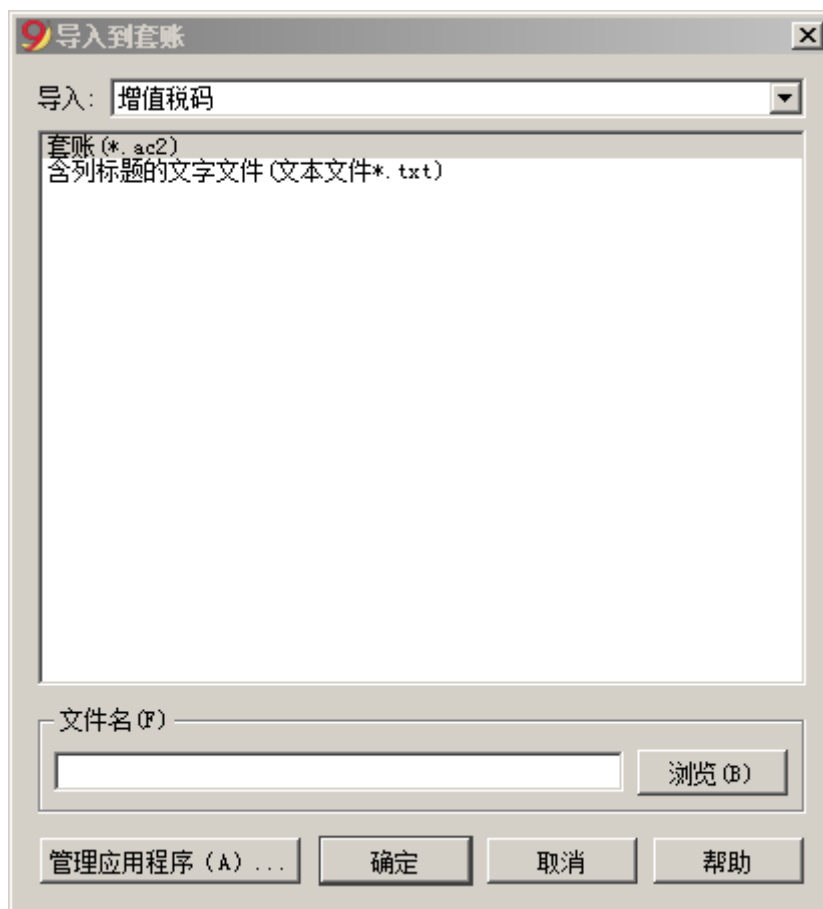 导入到套账
导入: 增值税码
套账(*.ac2)
含列标题的文字文件(文本文件*.txt)
文件名(F)
浏览(B)
管理应用程序(A)... 确定 取消 帮助